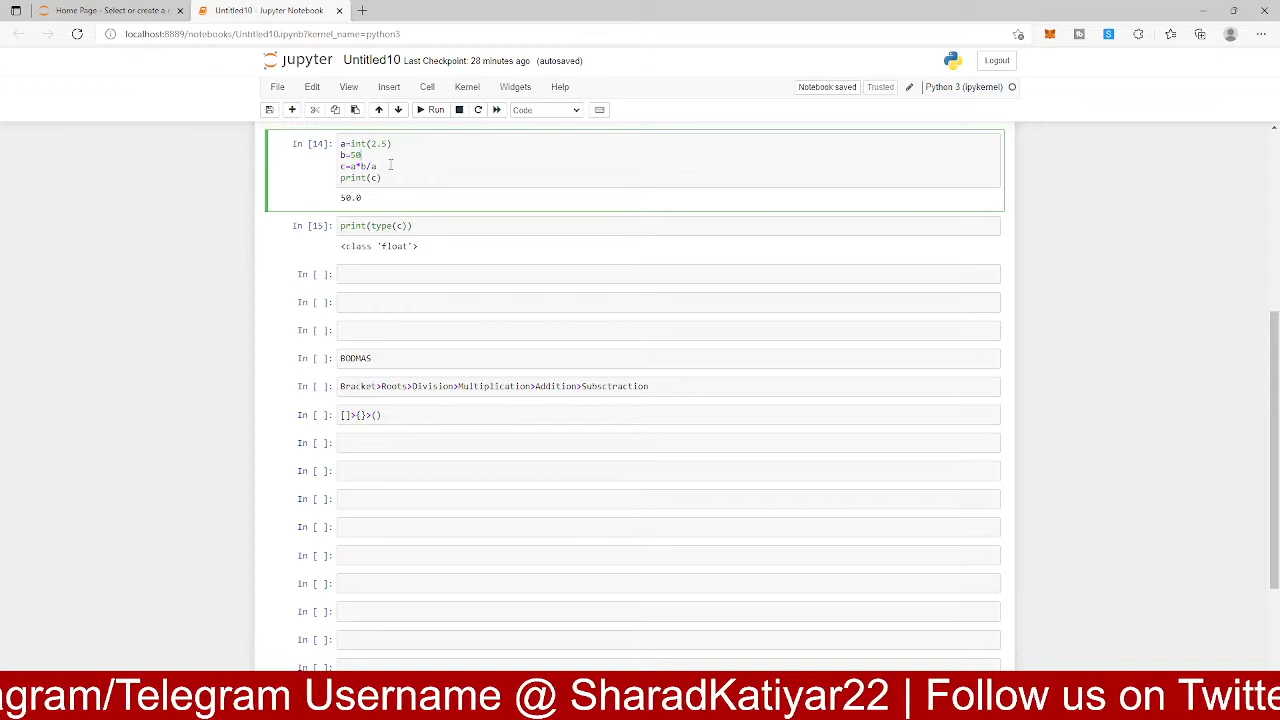 Home Page - Select or create a n
Untitled10 - Jupyter Notebook
localhost:8889/notebooks/Untitled10.ipynb?kernel_name=python3
jupyter Untitled10 Last Checkpoint: 28 minutes ago (autosaved)
Logout
File Edit View Insert Cell Kernel Widgets Help
Notebook saved Trusted Python 3 (ipykernel)
Run Code
In [14]: a=int(2.5)
b=50
c=a*b/a
print(c)
50.0
In [15]: print(type(c))
<class 'float'>
In [ ]:
In [ ]:
In [ ]:
In [ ]: BODMAS
In [ ]: Bracket>Roots>Division>Multiplication>Addition>Subsctraction
In [ ]: []>{}>()
In [ ]:
In [ ]:
In [ ]:
In [ ]:
In [ ]:
In [ ]:
In [ ]:
In [ ]:
In [ ]:
agram/Telegram Username @ SharadKatiyar22 | Follow us on Twitte